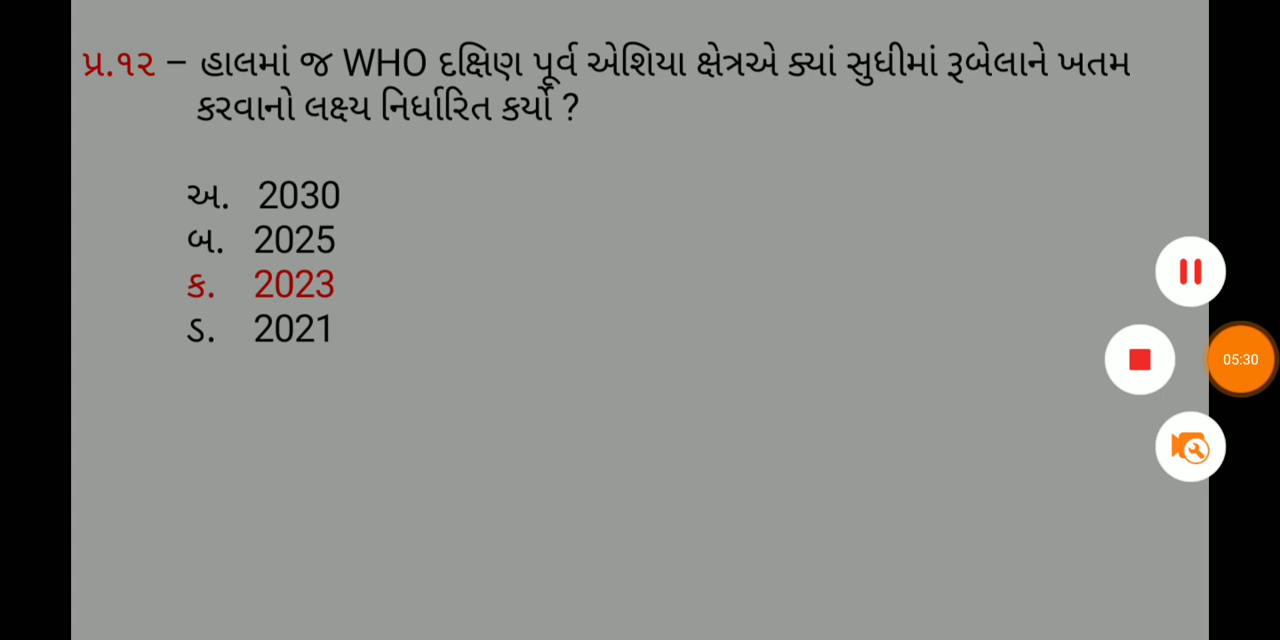 પ્ર.૧૨ – હાલમાં જ WHO દક્ષિણ પૂર્વ એશિયા ક્ષેત્રએ ક્યાં સુધીમાં રૂબેલાને ખતમ
કરવાનો લક્ષ્ય નિર્ધારિત કર્યો ?
અ. 2030
બ. 2025
ક. 2023
ડ. 2021
05:30